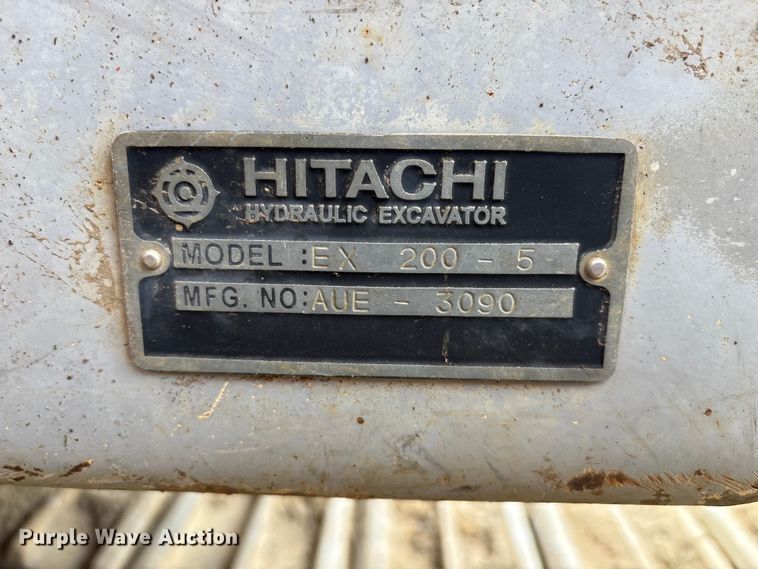 HITACHI
HYDRAULIC EXCAVATOR
MODEL : EX 200 - 5
MFG. NO: AUE - 3090
Purple Wave Auction